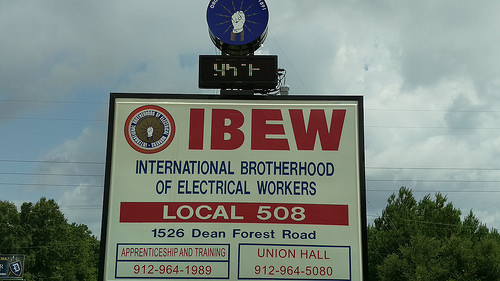 IBEW
INTERNATIONAL BROTHERHOOD
OF ELECTRICAL WORKERS
LOCAL 508
1526 Dean Forest Road
APPRENTICESHIP AND TRAINING
912-964-1989
UNION HALL
912-964-5080